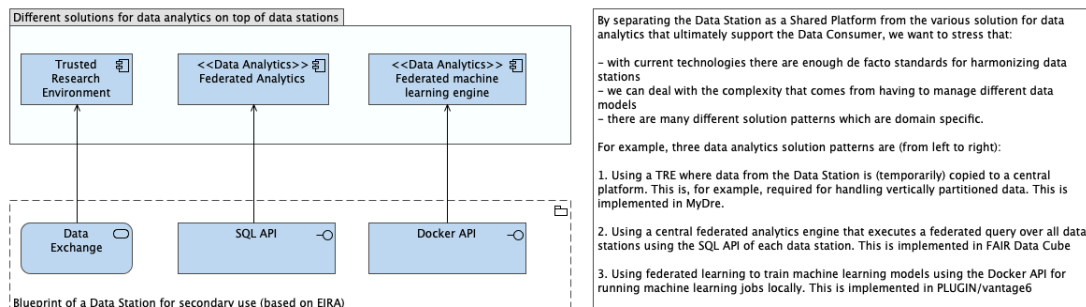 Different solutions for data analytics on top of data stations
Trusted
Research
Environment
<<Data Analytics>>
Federated Analytics
<<Data Analytics>>
Federated machine
learning engine
Data
Exchange
SQL API
Docker API
Blueprint of a Data Station for secondary use (based on EIRA)
By separating the Data Station as a Shared Platform from the various solution for data
analytics that ultimately support the Data Consumer, we want to stress that:
- with current technologies there are enough de facto standards for harmonizing data
stations
- we can deal with the complexity that comes from having to manage different data
models
- there are many different solution patterns which are domain specific.
For example, three data analytics solution patterns are (from left to right):
1. Using a TRE where data from the Data Station is (temporarily) copied to a central
platform. This is, for example, required for handling vertically partitioned data. This is
implemented in MyDre.
2. Using a central federated analytics engine that executes a federated query over all data
stations using the SQL API of each data station. This is implemented in FAIR Data Cube
3. Using federated learning to train machine learning models using the Docker API for
running machine learning jobs locally. This is implemented in PLUGIN/vantage6